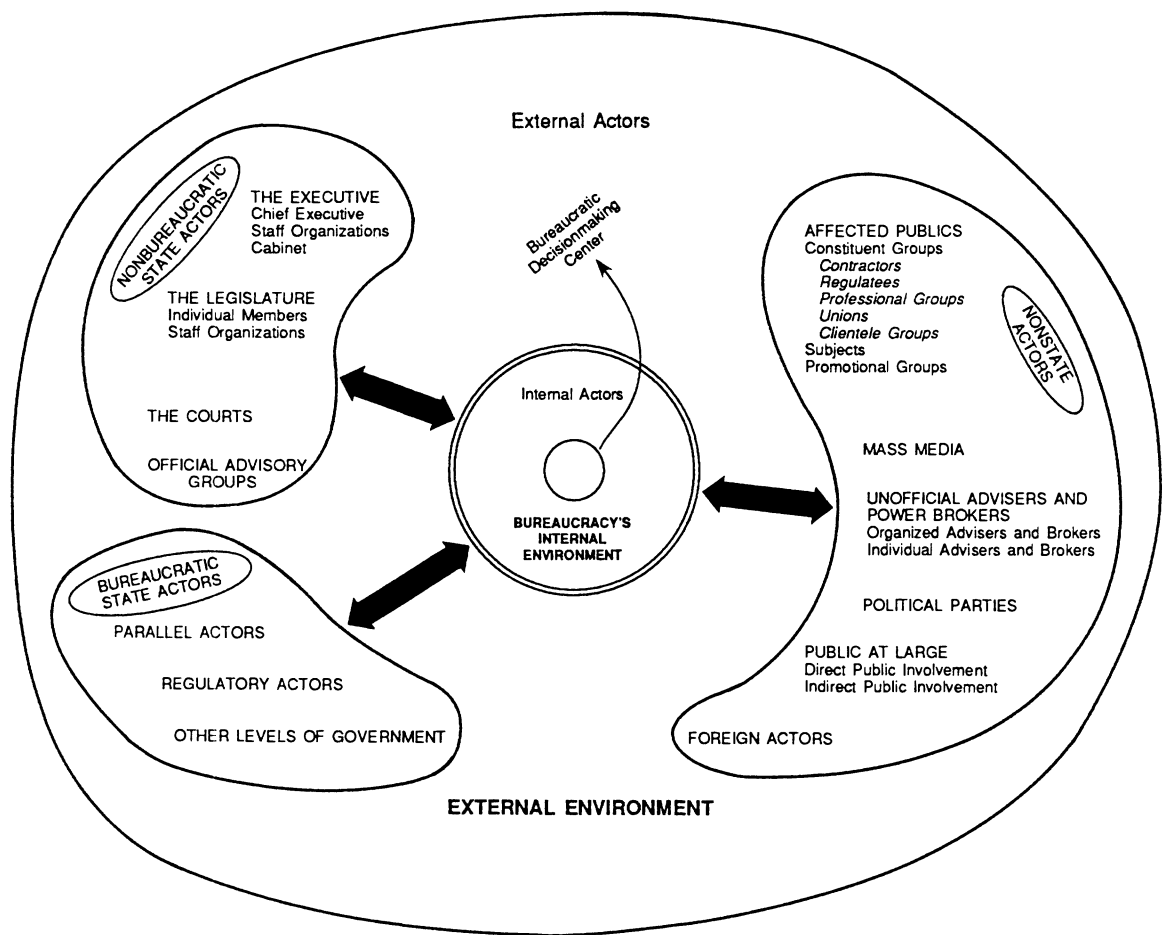 External Actors
NONBUREAUCRATIC
STATE ACTORS
THE EXECUTIVE
Chief Executive
Staff Organizations
Cabinet
THE LEGISLATURE
Individual Members
Staff Organizations
THE COURTS
OFFICIAL ADVISORY
GROUPS
Bureaucratic
Decisionmaking
Center
Internal Actors
BUREAUCRACY'S
INTERNAL
ENVIRONMENT
AFFECTED PUBLICS
Constituent Groups
Contractors
Regulatees
Professional Groups
Unions
Clientele Groups
Subjects
Promotional Groups
NONSTATE
ACTORS
MASS MEDIA
UNOFFICIAL ADVISERS AND
POWER BROKERS
Organized Advisers and Brokers
Individual Advisers and Brokers
POLITICAL PARTIES
PUBLIC AT LARGE
Direct Public Involvement
Indirect Public Involvement
FOREIGN ACTORS
BUREAUCRATIC
STATE ACTORS
PARALLEL ACTORS
REGULATORY ACTORS
OTHER LEVELS OF GOVERNMENT
EXTERNAL ENVIRONMENT